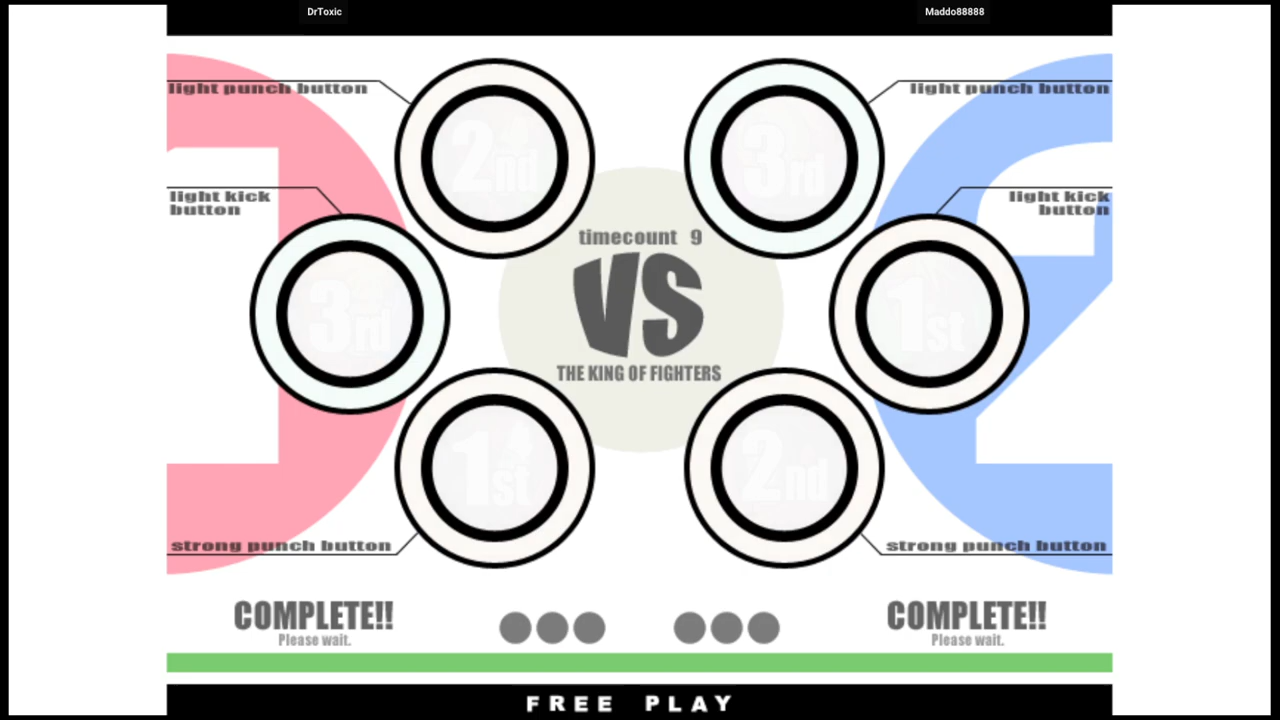 DrToxic
Maddo88888
light punch button
light punch button
2nd
3rd
light kick
button
light kick
button
timecount 9
VS
3rd
1st
THE KING OF FIGHTERS
1st
2nd
strong punch button
strong punch button
COMPLETE!!
Please wait.
COMPLETE!!
Please wait.
FREE PLAY
1
2